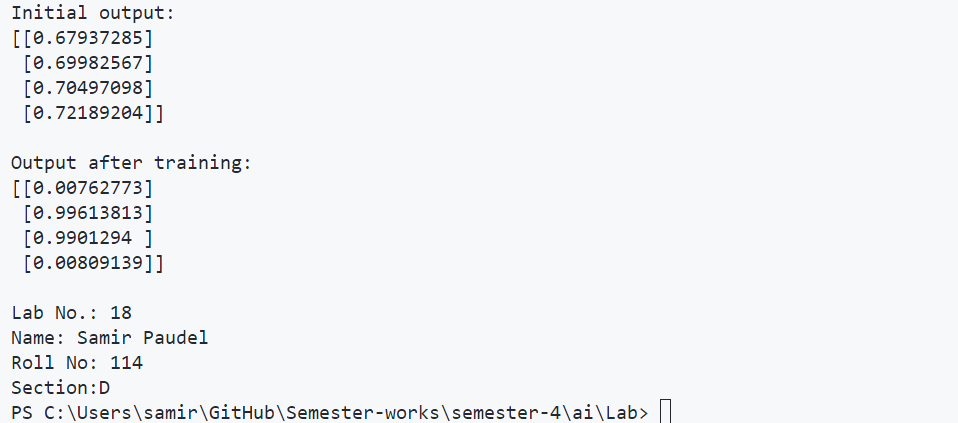 Initial output:
[[0.67937285]
 [0.69982567]
 [0.70497098]
 [0.72189204]]

Output after training:
[[0.00762773]
 [0.99613813]
 [0.9901294 ]
 [0.00809139]]

Lab No.: 18
Name: Samir Paudel
Roll No: 114
Section:D
PS C:\Users\samir\GitHub\Semester-works\semester-4\ai\Lab>